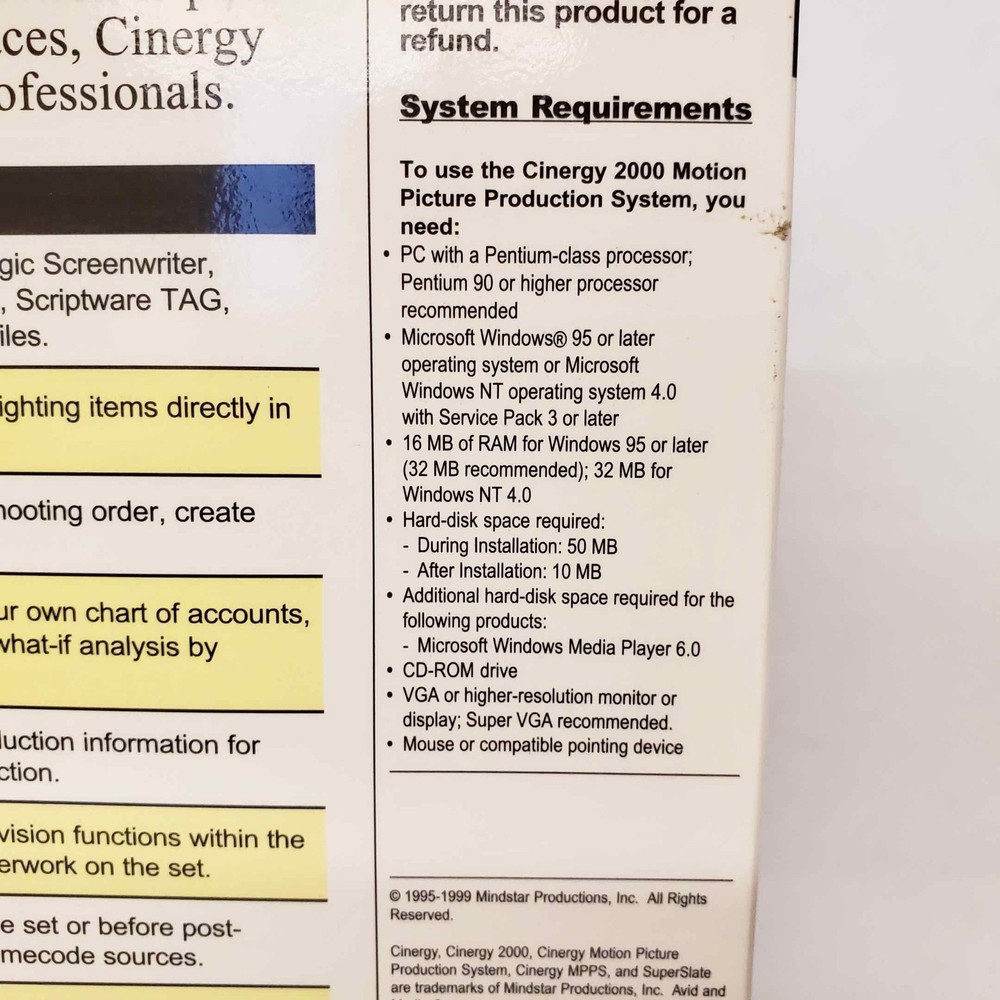 ces, Cinergy
ofessionals.
gic Screenwriter,
, Scriptware TAG,
iles.
ighting items directly in
hooting order, create
ur own chart of accounts,
what-if analysis by
luction information for
ction.
vision functions within the
erwork on the set.
e set or before post-
mecode sources.
return this product for a
refund.
System Requirements
To use the Cinergy 2000 Motion
Picture Production System, you
need:
• PC with a Pentium-class processor;
Pentium 90 or higher processor
recommended
• Microsoft Windows® 95 or later
operating system or Microsoft
Windows NT operating system 4.0
with Service Pack 3 or later
• 16 MB of RAM for Windows 95 or later
(32 MB recommended); 32 MB for
Windows NT 4.0
• Hard-disk space required:
- During Installation: 50 MB
- After Installation: 10 MB
• Additional hard-disk space required for the
following products:
- Microsoft Windows Media Player 6.0
• CD-ROM drive
• VGA or higher-resolution monitor or
display; Super VGA recommended.
• Mouse or compatible pointing device
© 1995-1999 Mindstar Productions, Inc. All Rights
Reserved.
Cinergy, Cinergy 2000, Cinergy Motion Picture
Production System, Cinergy MPPS, and SuperSlate
are trademarks of Mindstar Productions, Inc. Avid and